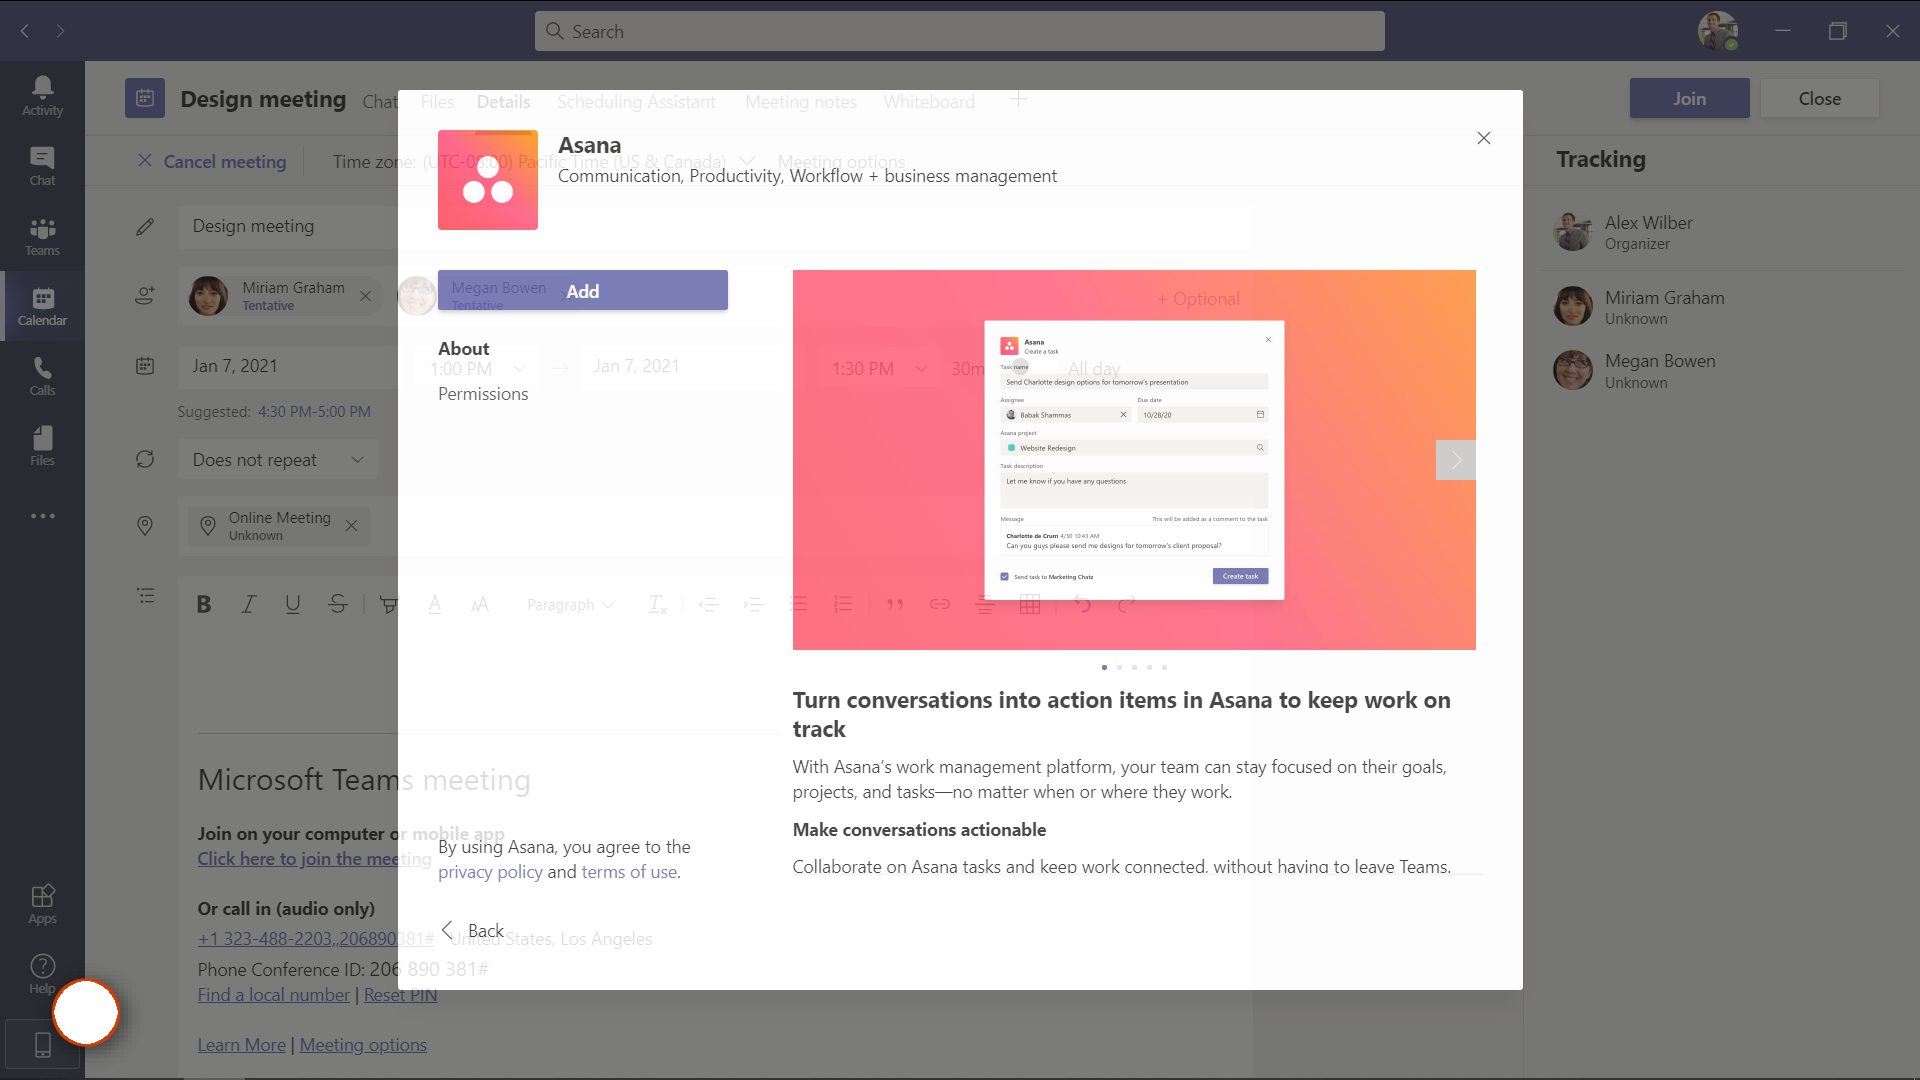 Search
Activity
Chat
Teams
Calendar
Calls
Files
Apps
Help
Design meeting
Chat
Files
Details
Scheduling Assistant
Meeting notes
Whiteboard
Join
Close
Cancel meeting
Time zone: (UTC-08:00) Pacific Time (US & Canada)
Meeting options
Design meeting
Miriam Graham
Tentative
Megan Bowen
Tentative
+ Optional
Jan 7, 2021
1:00 PM
Jan 7, 2021
1:30 PM
30m
All day
Suggested: 4:30 PM-5:00 PM
Does not repeat
Online Meeting
Unknown
Paragraph
Microsoft Teams meeting
Join on your computer or mobile app
Click here to join the meeting
Or call in (audio only)
+1 323-488-2203,,206890381# United States, Los Angeles
Phone Conference ID: 206 890 381#
Find a local number | Reset PIN
Learn More | Meeting options
Tracking
Alex Wilber
Organizer
Miriam Graham
Unknown
Megan Bowen
Unknown
Asana
Communication, Productivity, Workflow + business management
Add
About
Permissions
By using Asana, you agree to the
privacy policy and terms of use.
Back
Asana
Create a task
Task name
Send Charlotte design options for tomorrow's presentation
Assignee
Due date
Babak Shammas
10/28/20
Asana project
Website Redesign
Task description
Let me know if you have any questions
Message
This will be added as a comment to the task
Charlotte de Crum 4/30 10:43 AM
Can you guys please send me designs for tomorrow's client proposal?
Send task to Marketing Chatz
Create task
Turn conversations into action items in Asana to keep work on
track
With Asana's work management platform, your team can stay focused on their goals,
projects, and tasks—no matter when or where they work.
Make conversations actionable
Collaborate on Asana tasks and keep work connected, without having to leave Teams.